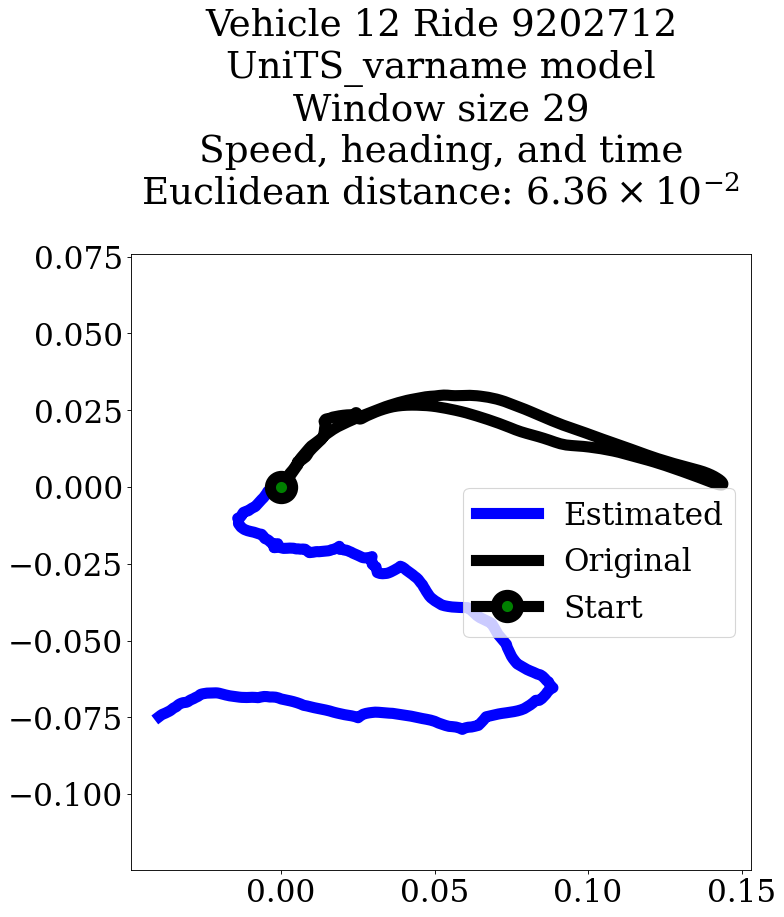 Vehicle 12 Ride 9202712
UniTS_varname model
Window size 29
Speed, heading, and time
Euclidean distance: 6.36 × 10⁻²
0.075
0.050
0.025
0.000
−0.025
−0.050
−0.075
−0.100
Estimated
Original
Start
0.00 0.05 0.10 0.15